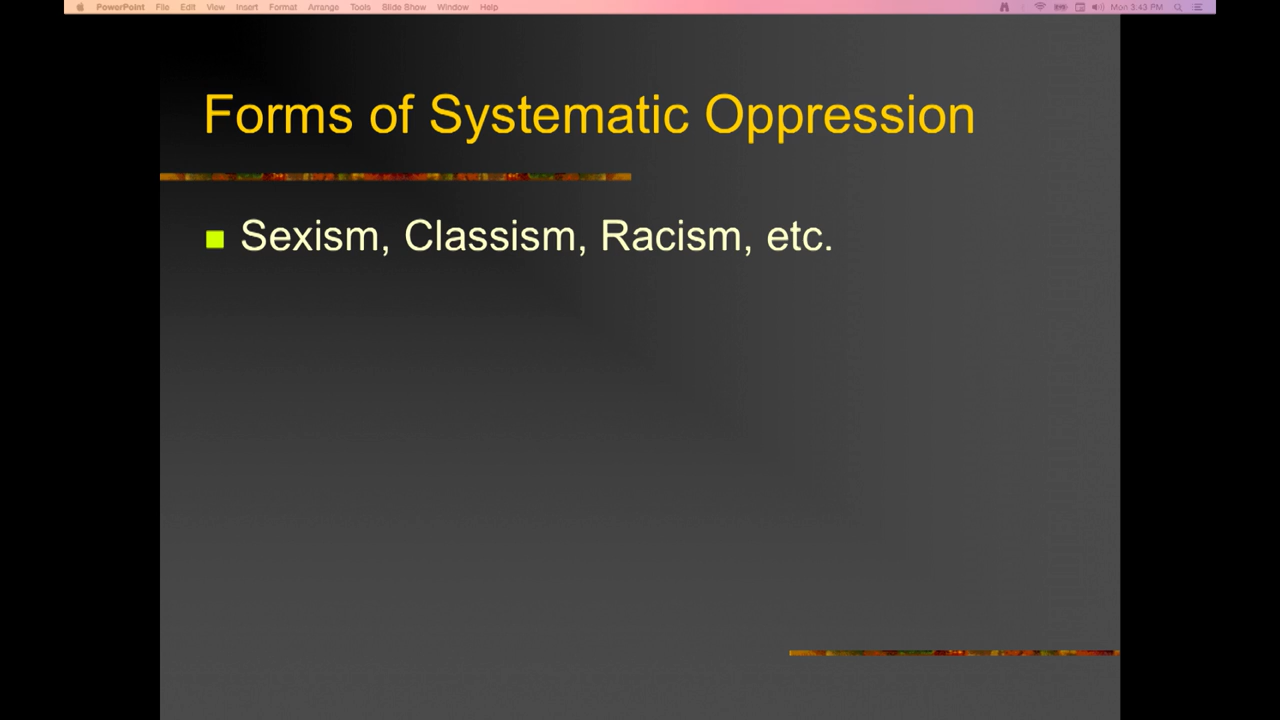 PowerPoint File Edit View Insert Format Arrange Tools Slide Show Window Help Mon 3:43 PM
Forms of Systematic Oppression
Sexism, Classism, Racism, etc.